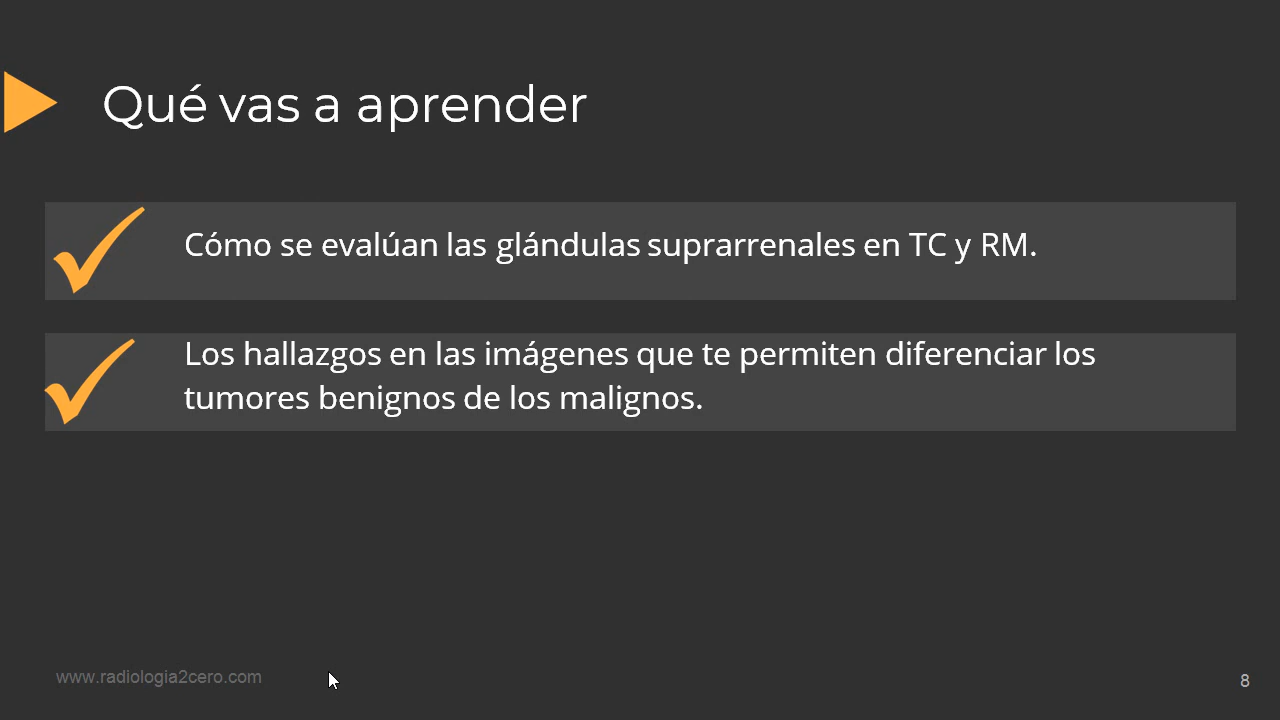 Qué vas a aprender
Cómo se evalúan las glándulas suprarrenales en TC y RM.
Los hallazgos en las imágenes que te permiten diferenciar los
tumores benignos de los malignos.
www.radiologia2cero.com
8